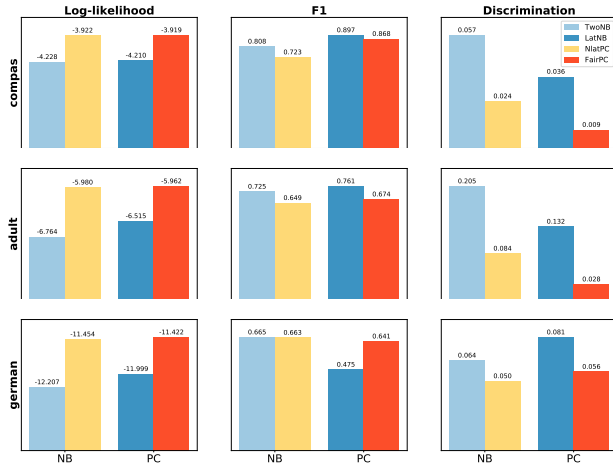 Log-likelihood F1 Discrimination
TwoNB
LatNB
NlatPC
FairPC
compas
-4.228 -3.922 -4.210 -3.919
0.808 0.723 0.897 0.868
0.057 0.024 0.036 0.009
adult
-6.764 -5.980 -6.515 -5.962
0.725 0.649 0.761 0.674
0.205 0.084 0.132 0.028
german
-12.207 -11.454 -11.999 -11.422
0.665 0.663 0.475 0.641
0.064 0.050 0.081 0.056
NB PC NB PC NB PC